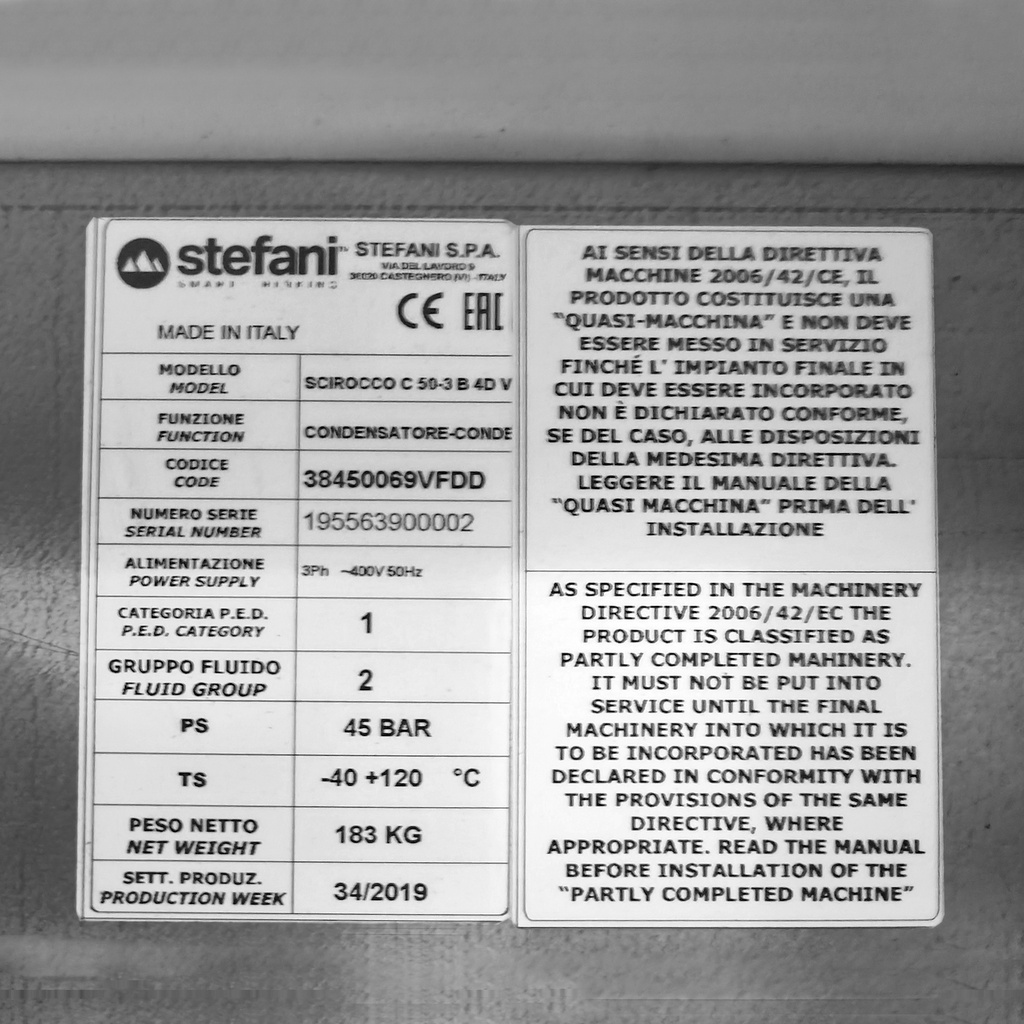 stefani
STEFANI S.P.A.
VIA DEL LAVORO 9
36020 CASTEGNERO (VI) - ITALY
CE EAC
MADE IN ITALY
MODELLO
MODEL
SCIROCCO C 50-3 B 4D V
FUNZIONE
FUNCTION
CONDENSATORE-CONDE
CODICE
CODE
38450069VFDD
NUMERO SERIE
SERIAL NUMBER
195563900002
ALIMENTAZIONE
POWER SUPPLY
3Ph ~400V 50Hz
CATEGORIA P.E.D.
P.E.D. CATEGORY
1
GRUPPO FLUIDO
FLUID GROUP
2
PS
45 BAR
TS
-40 +120 °C
PESO NETTO
NET WEIGHT
183 KG
SETT. PRODUZ.
PRODUCTION WEEK
34/2019
AI SENSI DELLA DIRETTIVA
MACCHINE 2006/42/CE, IL
PRODOTTO COSTITUISCE UNA
"QUASI-MACCHINA" E NON DEVE
ESSERE MESSO IN SERVIZIO
FINCHÉ L' IMPIANTO FINALE IN
CUI DEVE ESSERE INCORPORATO
NON È DICHIARATO CONFORME,
SE DEL CASO, ALLE DISPOSIZIONI
DELLA MEDESIMA DIRETTIVA.
LEGGERE IL MANUALE DELLA
"QUASI MACCHINA" PRIMA DELL'
INSTALLAZIONE
AS SPECIFIED IN THE MACHINERY
DIRECTIVE 2006/42/EC THE
PRODUCT IS CLASSIFIED AS
PARTLY COMPLETED MAHINERY.
IT MUST NOT BE PUT INTO
SERVICE UNTIL THE FINAL
MACHINERY INTO WHICH IT IS
TO BE INCORPORATED HAS BEEN
DECLARED IN CONFORMITY WITH
THE PROVISIONS OF THE SAME
DIRECTIVE, WHERE
APPROPRIATE. READ THE MANUAL
BEFORE INSTALLATION OF THE
"PARTLY COMPLETED MACHINE"